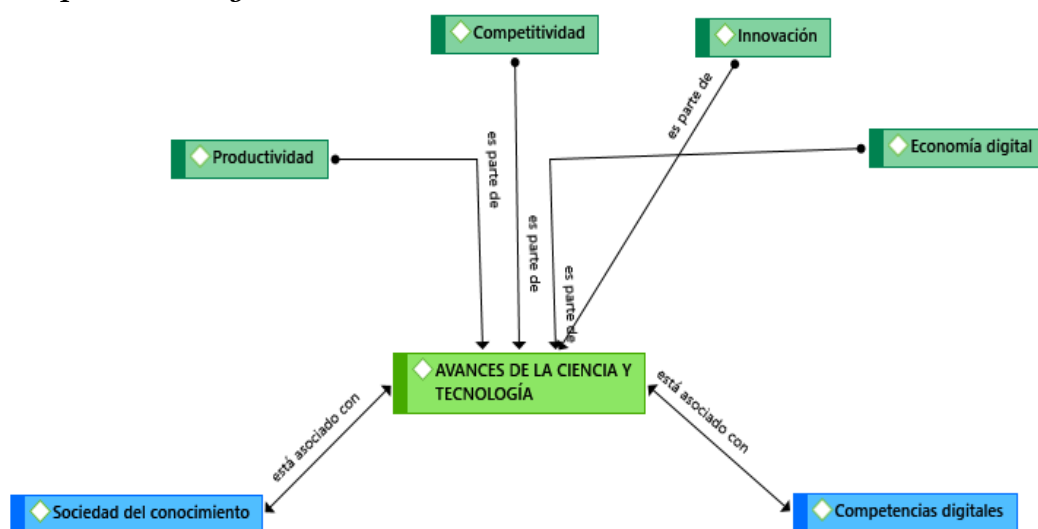 Competitividad
Innovación
Productividad
Economía digital
es parte de
es parte de
es parte de
es parte de
AVANCES DE LA CIENCIA Y
TECNOLOGÍA
está asociado con
está asociado con
Sociedad del conocimiento
Competencias digitales